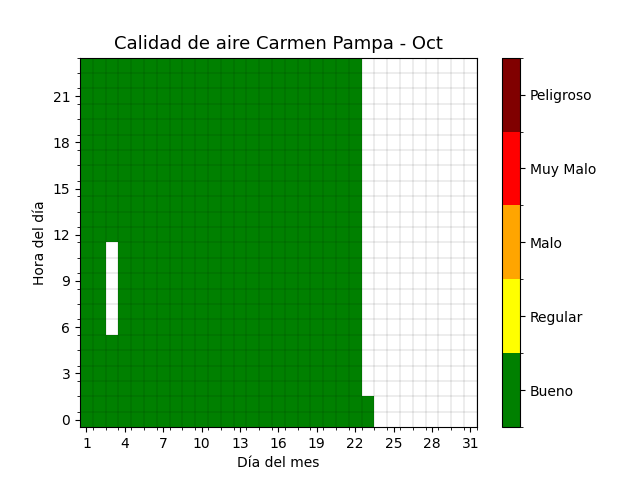 Calidad de aire Carmen Pampa - Oct
Hora del día
21
18
15
12
9
6
3
0
1 4 7 10 13 16 19 22 25 28 31
Día del mes
Peligroso
Muy Malo
Malo
Regular
Bueno